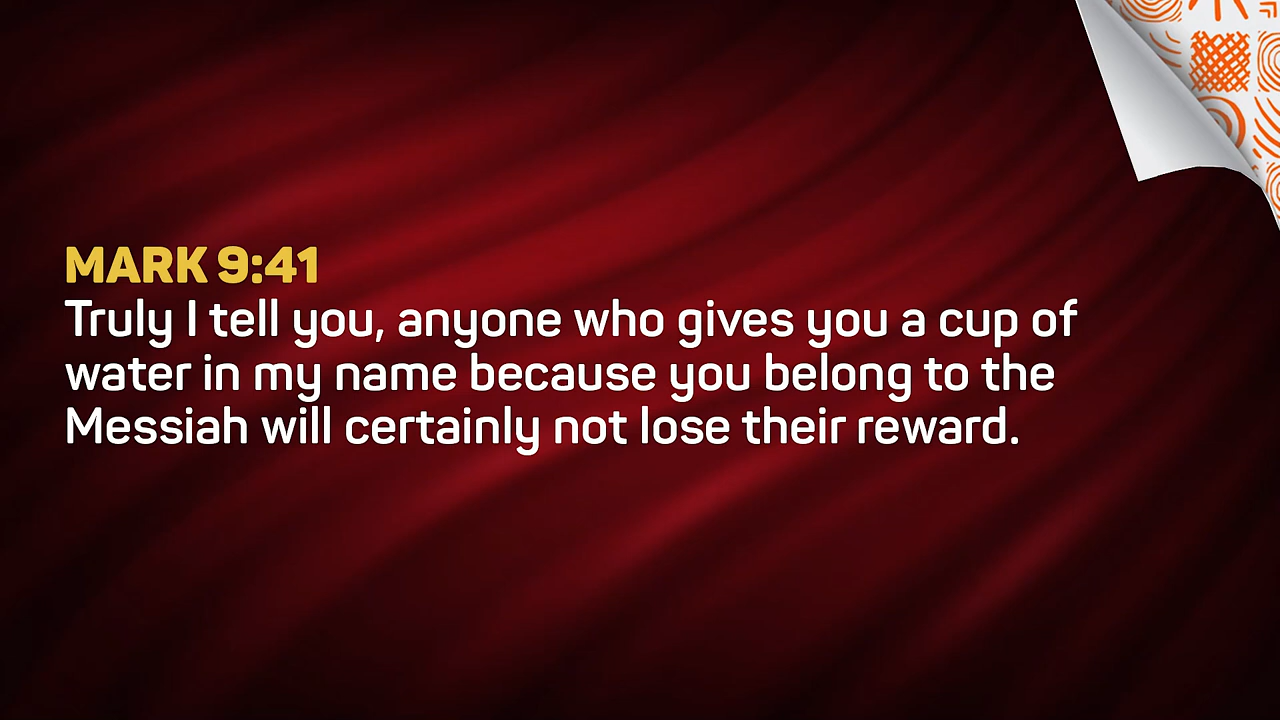 MARK 9:41
Truly I tell you, anyone who gives you a cup of
water in my name because you belong to the
Messiah will certainly not lose their reward.